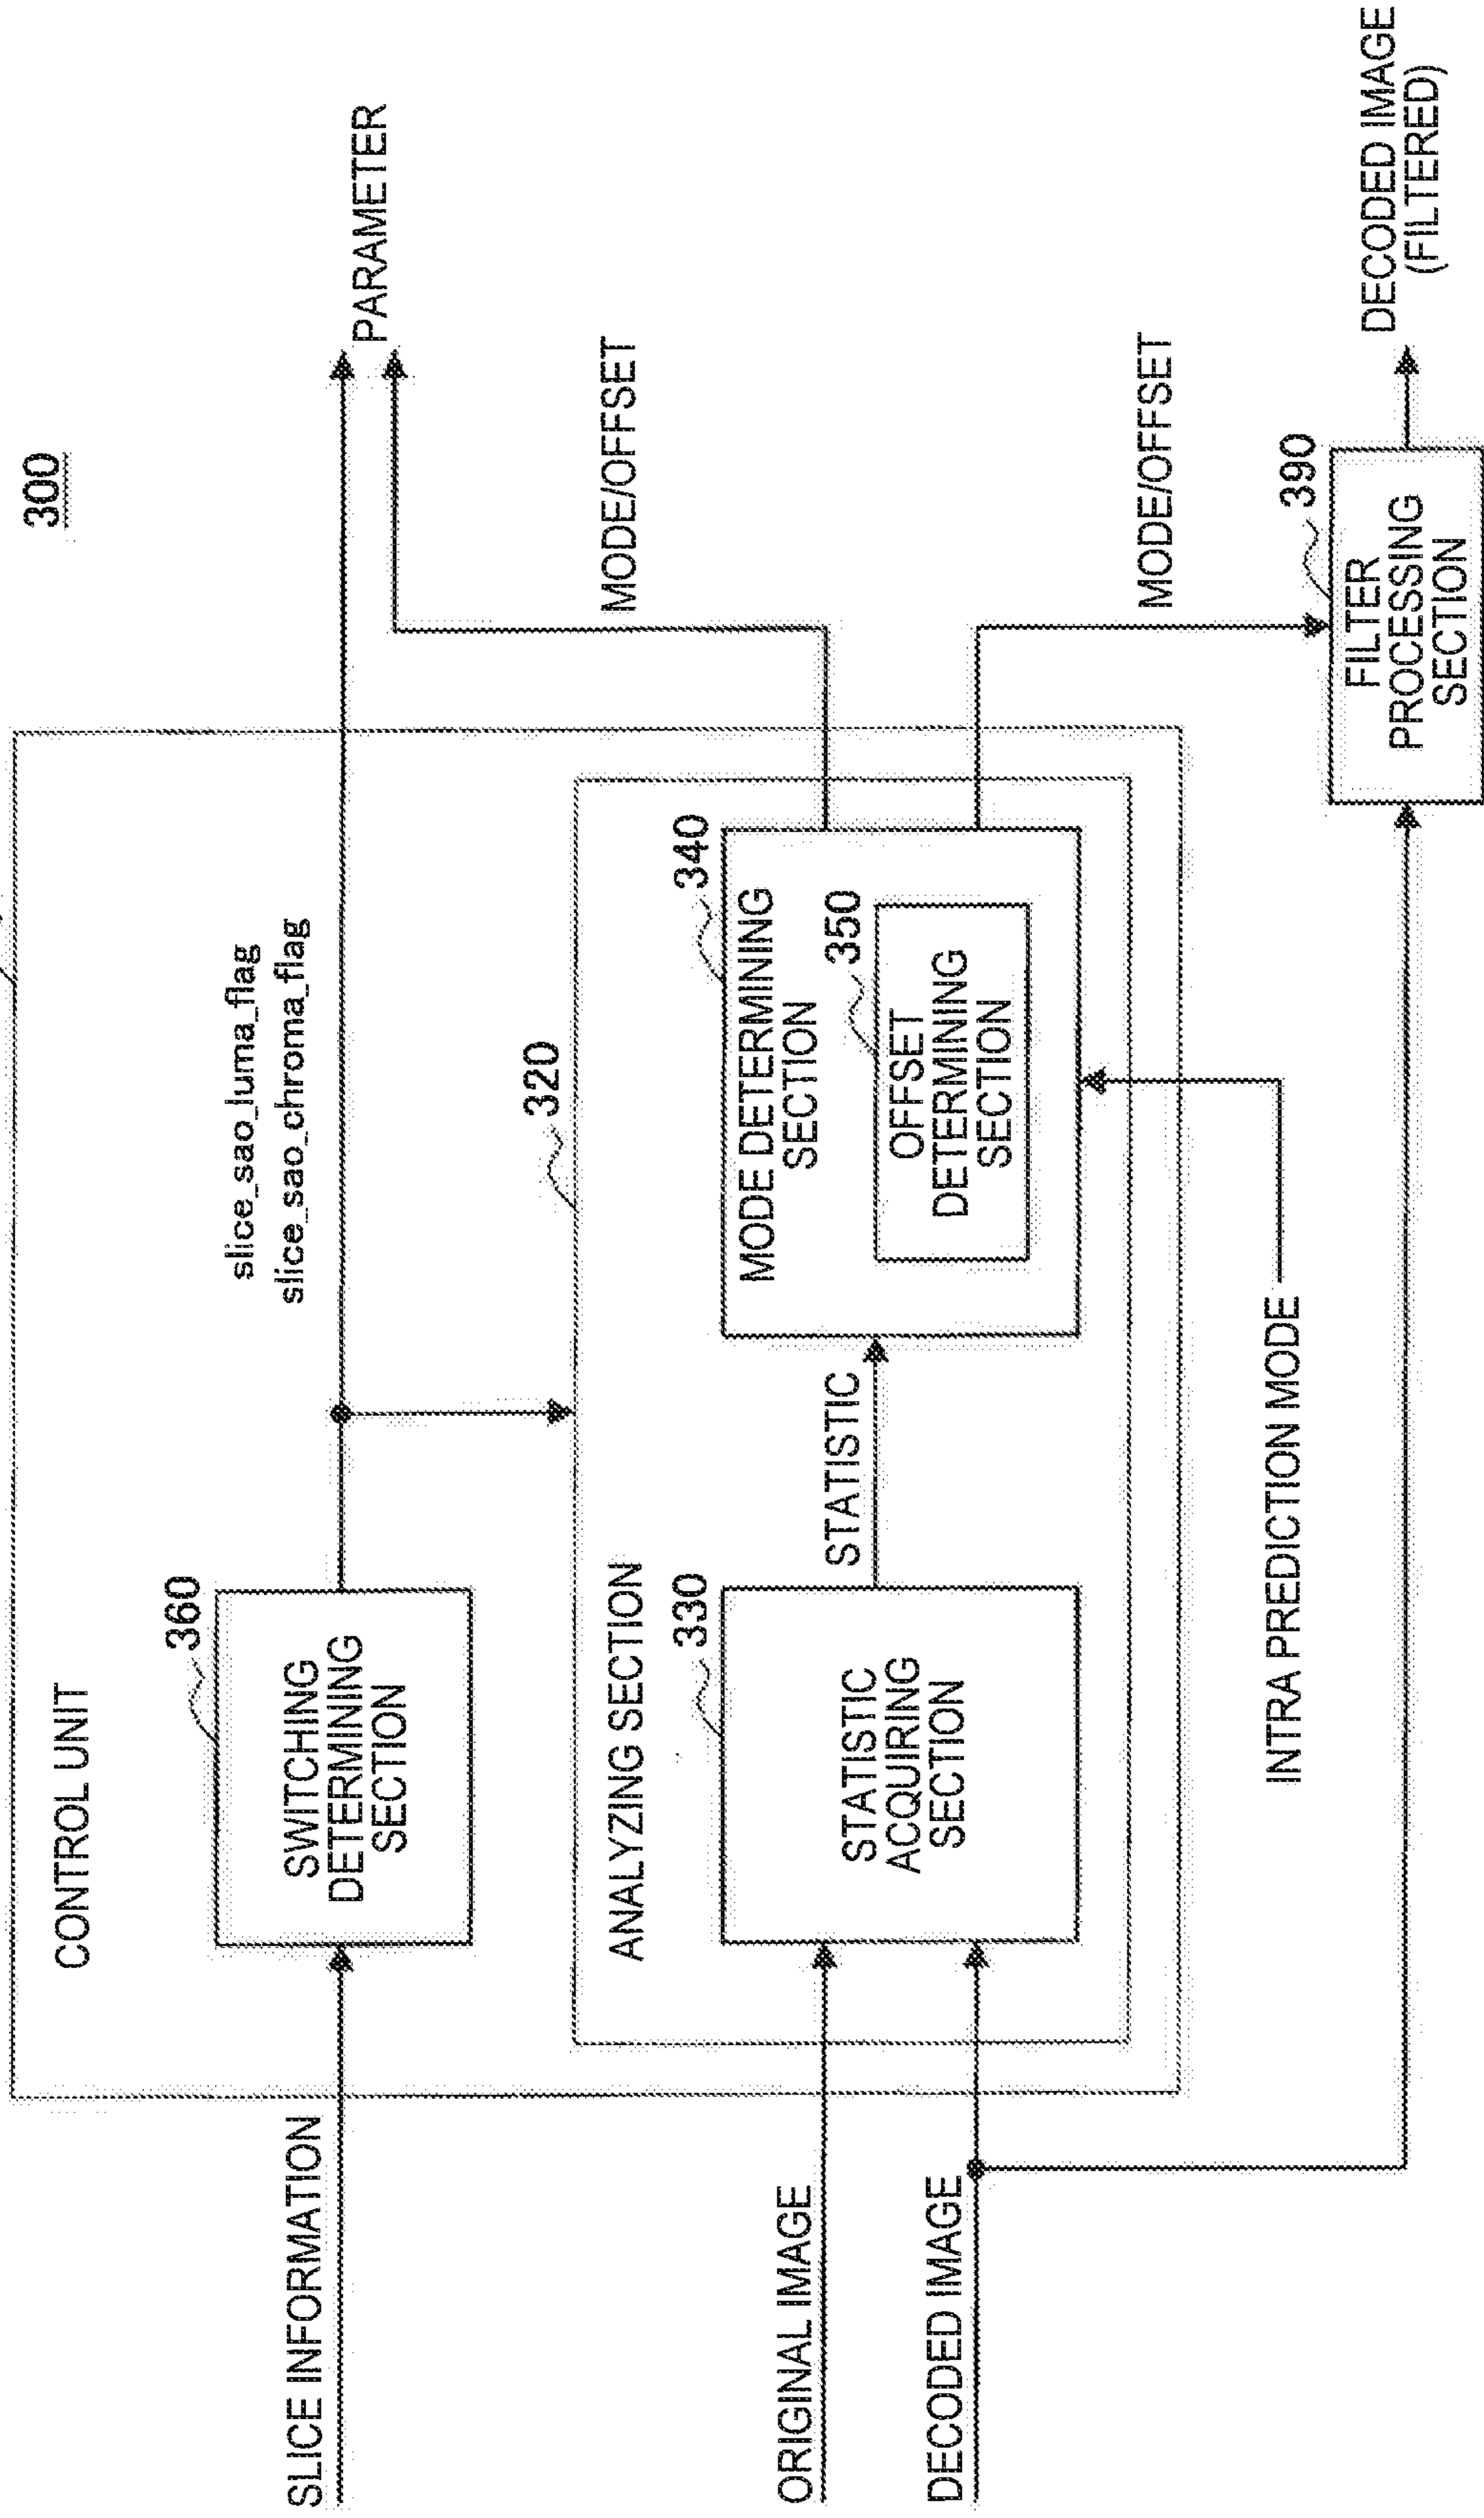 300
CONTROL UNIT
360
SWITCHING
DETERMINING
SECTION
SLICE INFORMATION
slice_sao_luma_flag
slice_sao_chroma_flag
PARAMETER
320
ANALYZING SECTION
330
STATISTIC
ACQUIRING
SECTION
ORIGINAL IMAGE
DECODED IMAGE
STATISTIC
340
MODE DETERMINING
SECTION
350
OFFSET
DETERMINING
SECTION
MODE/OFFSET
MODE/OFFSET
INTRA PREDICTION MODE
390
FILTER
PROCESSING
SECTION
DECODED IMAGE
(FILTERED)